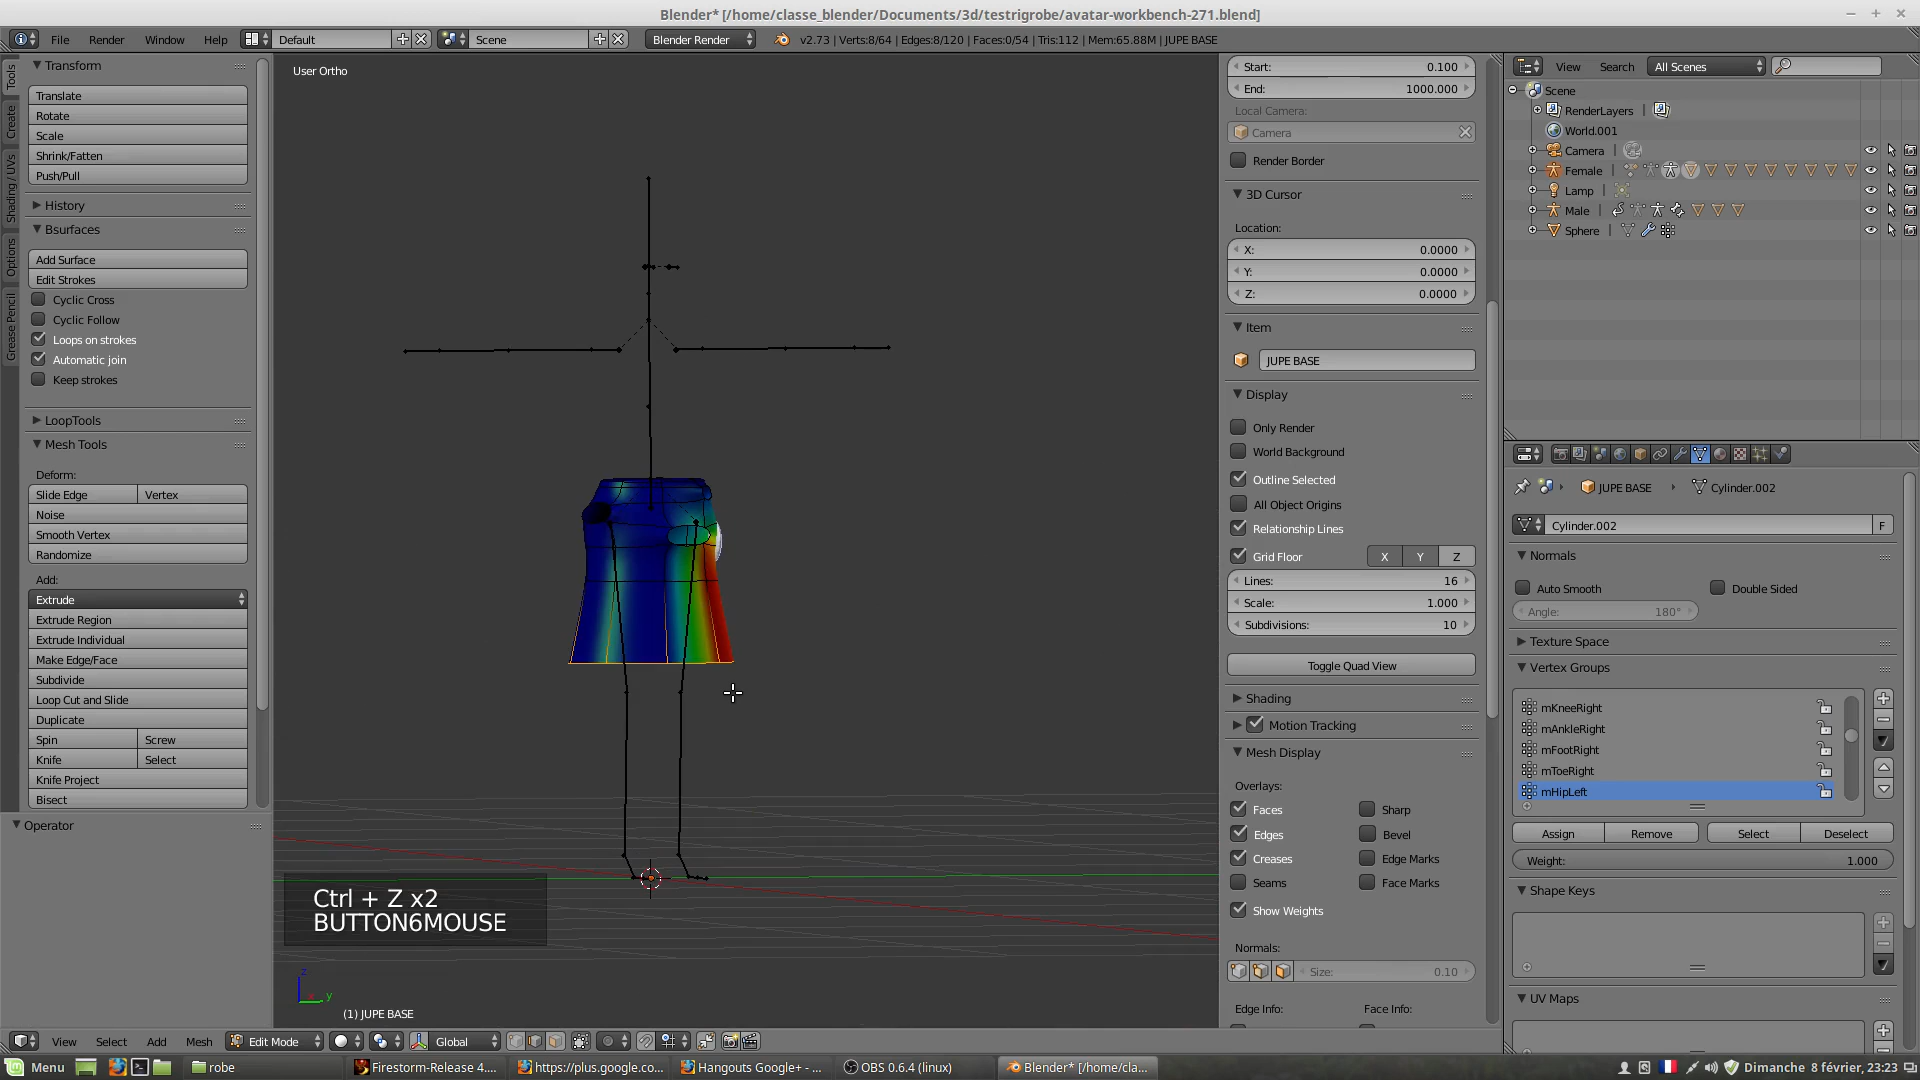 Blender* [/home/classe_blender/Documents/3d/testrigrobe/avatar-workbench-271.blend]
File Render Window Help Default Scene Blender Render v2.73 | Verts:8/64 | Edges:8/120 | Faces:0/54 | Tris:112 | Mem:65.88M | JUPE BASE
Tools
Create
Shading / UVs
Options
Grease Pencil
Transform
Translate
Rotate
Scale
Shrink/Fatten
Push/Pull
History
Bsurfaces
Add Surface
Edit Strokes
Cyclic Cross
Cyclic Follow
Loops on strokes
Automatic join
Keep strokes
LoopTools
Mesh Tools
Deform:
Slide Edge Vertex
Noise
Smooth Vertex
Randomize
Add:
Extrude
Extrude Region
Extrude Individual
Make Edge/Face
Subdivide
Loop Cut and Slide
Duplicate
Spin Screw
Knife Select
Knife Project
Bisect
Operator
User Ortho
Ctrl + Z x2
BUTTON6MOUSE
z
y
(1) JUPE BASE
Start: 0.100
End: 1000.000
Local Camera:
Camera
Render Border
3D Cursor
Location:
X: 0.0000
Y: 0.0000
Z: 0.0000
Item
JUPE BASE
Display
Only Render
World Background
Outline Selected
All Object Origins
Relationship Lines
Grid Floor X Y Z
Lines: 16
Scale: 1.000
Subdivisions: 10
Toggle Quad View
Shading
Motion Tracking
Mesh Display
Overlays:
Faces Sharp
Edges Bevel
Creases Edge Marks
Seams Face Marks
Show Weights
Normals:
Size: 0.10
Edge Info: Face Info:
View Search All Scenes
Scene
RenderLayers |
World.001
Camera |
Female |
Lamp |
Male |
Sphere |
JUPE BASE Cylinder.002
Cylinder.002 F
Normals
Auto Smooth Double Sided
Angle: 180°
Texture Space
Vertex Groups
mKneeRight
mAnkleRight
mFootRight
mToeRight
mHipLeft
Assign Remove Select Deselect
Weight: 1.000
Shape Keys
UV Maps
View Select Add Mesh Edit Mode Global
Menu robe Firestorm-Release 4.... https://plus.google.co... Hangouts Google+ - ... OBS 0.6.4 (linux) Blender* [/home/cla... Dimanche 8 février, 23:23